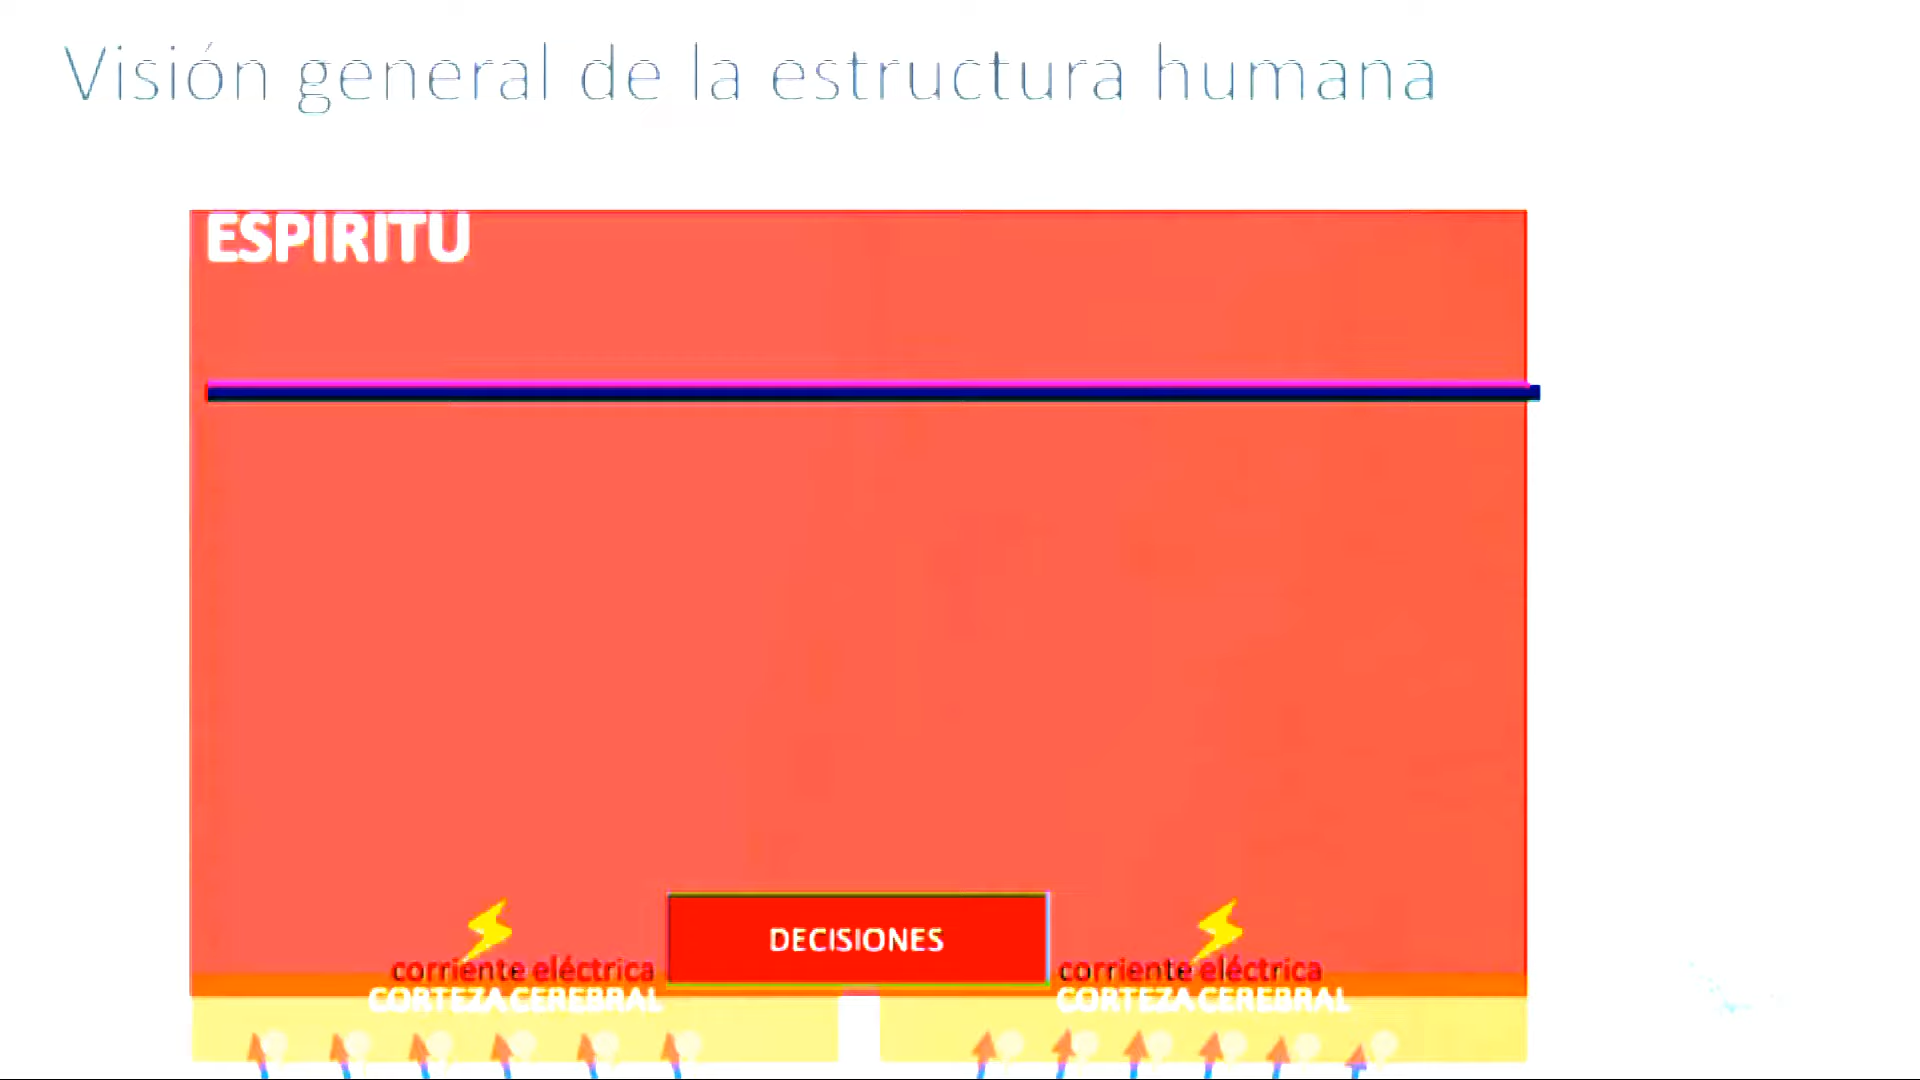 Visión general de la estructura humana
ESPIRITU
DECISIONES
corriente eléctrica
corriente eléctrica
CORTEZA CEREBRAL
CORTEZA CEREBRAL